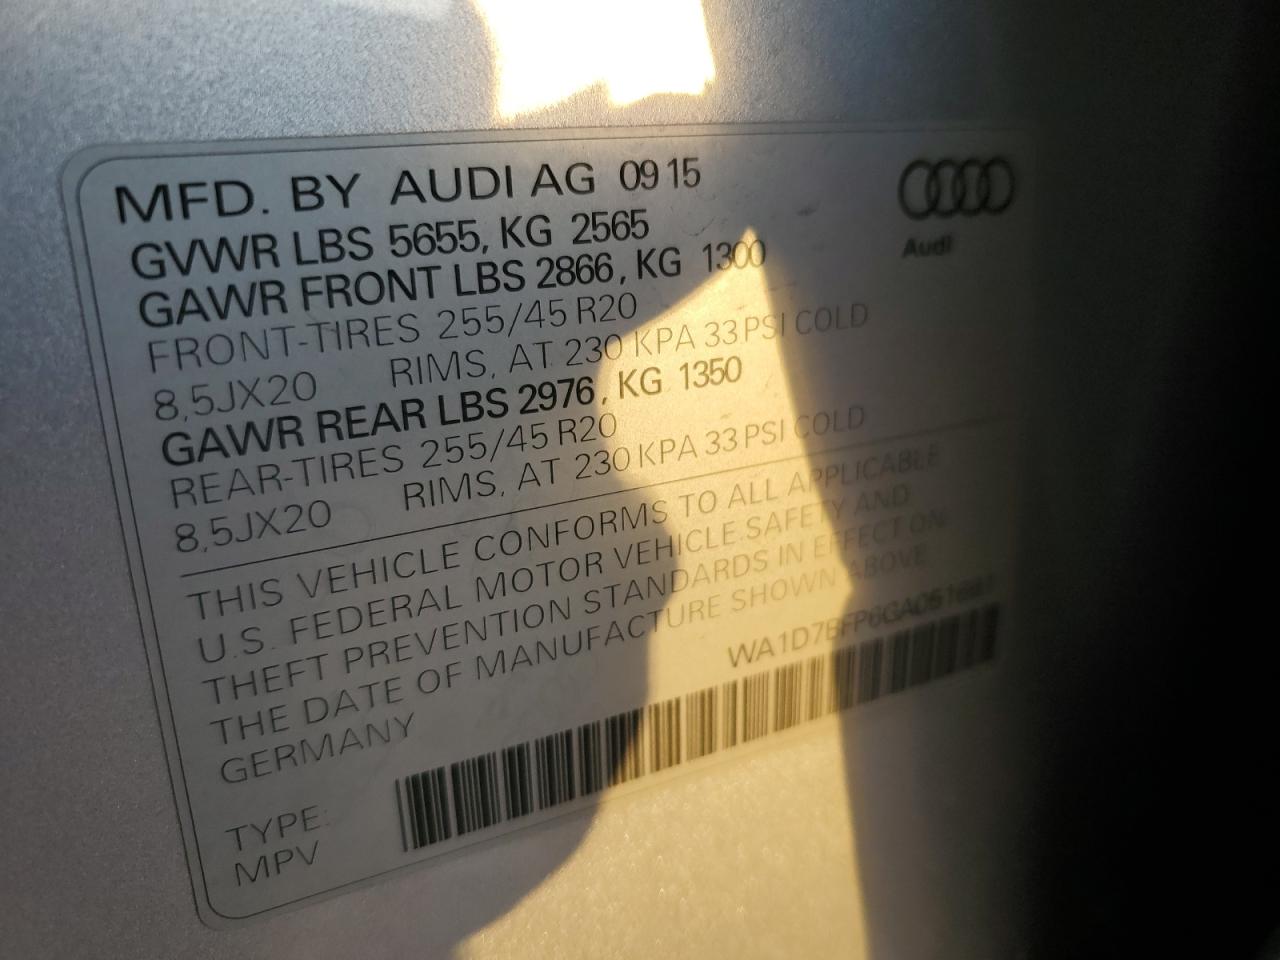 MFD. BY AUDI AG 09 15
GVWR LBS 5655, KG 2565
GAWR FRONT LBS 2866, KG 1300
FRONT-TIRES 255/45 R20
8,5JX20 RIMS, AT 230 KPA 33 PSI COLD
GAWR REAR LBS 2976, KG 1350
REAR-TIRES 255/45 R20
8,5JX20 RIMS, AT 230 KPA 33 PSI COLD
THIS VEHICLE CONFORMS TO ALL APPLICABLE
U.S. FEDERAL MOTOR VEHICLE SAFETY AND
THEFT PREVENTION STANDARDS IN EFFECT ON
THE DATE OF MANUFACTURE SHOWN ABOVE
GERMANY
TYPE:
MPV
Audi